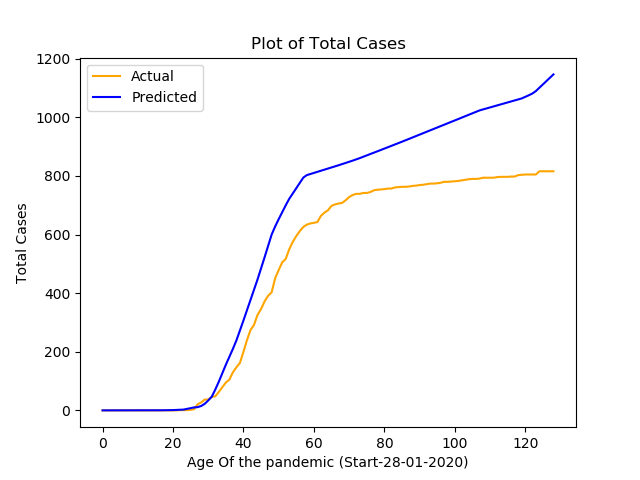 Plot of Total Cases
Actual
Predicted
1200
1000
800
600
400
200
0
Total Cases
0 20 40 60 80 100 120
Age Of the pandemic (Start-28-01-2020)